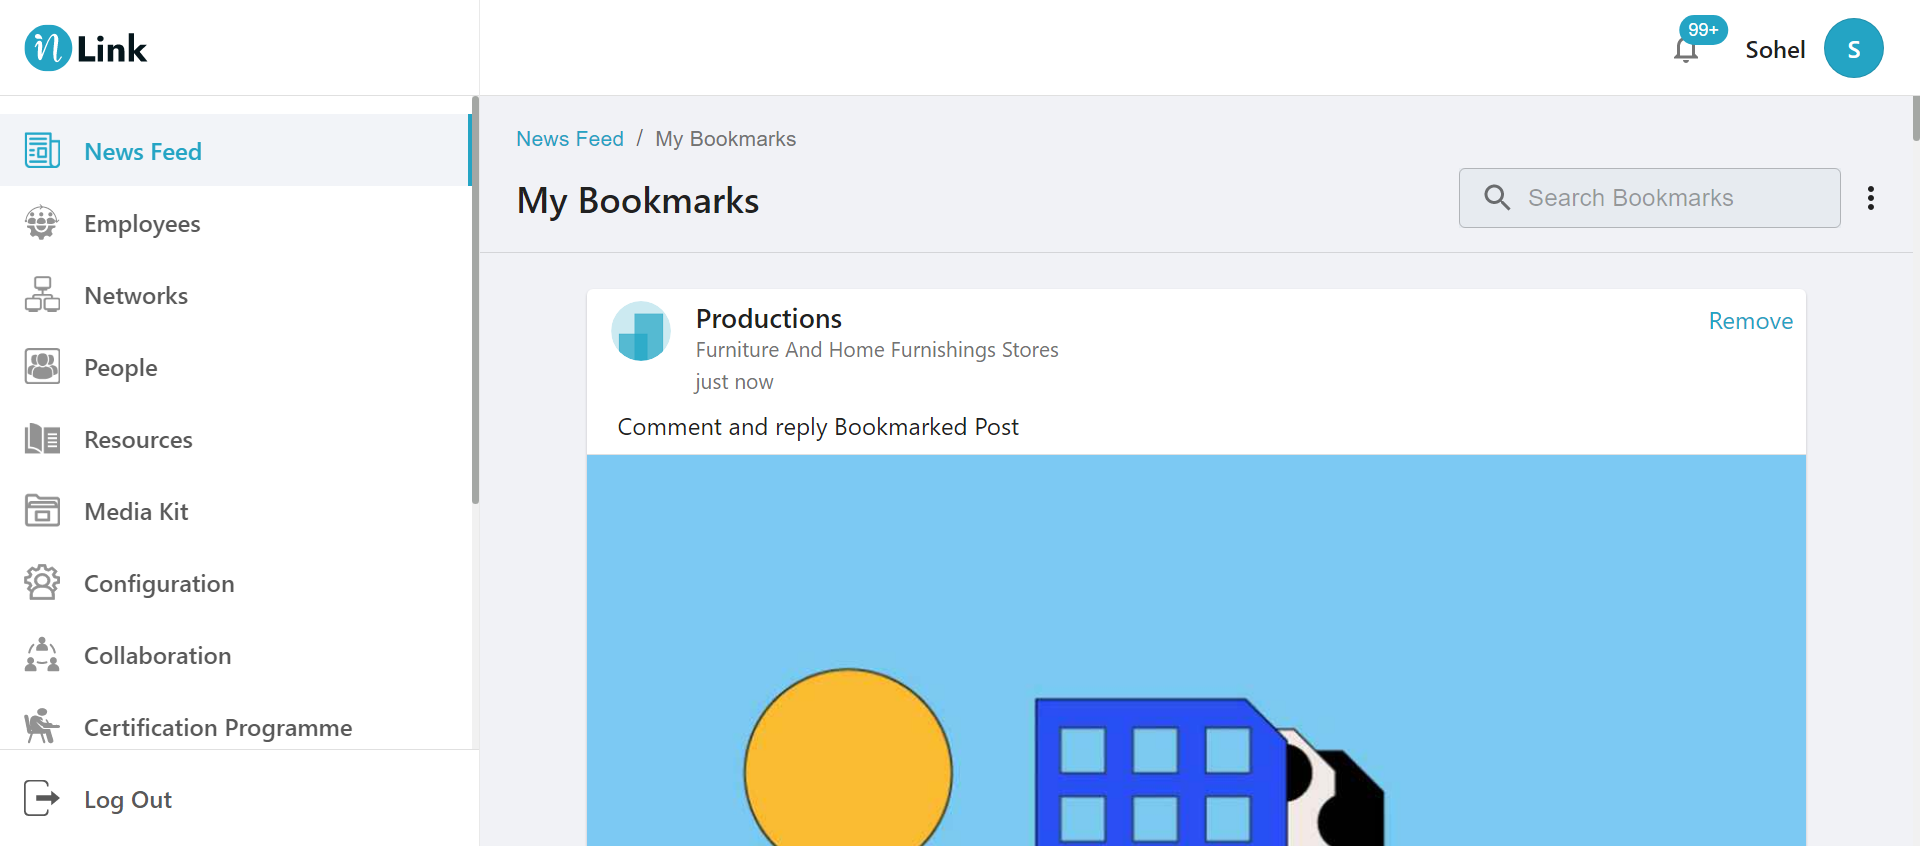 n Link
99+
Sohel
S
News Feed
Employees
Networks
People
Resources
Media Kit
Configuration
Collaboration
Certification Programme
Log Out
News Feed / My Bookmarks
My Bookmarks
Search Bookmarks
Productions
Remove
Furniture And Home Furnishings Stores
just now
Comment and reply Bookmarked Post